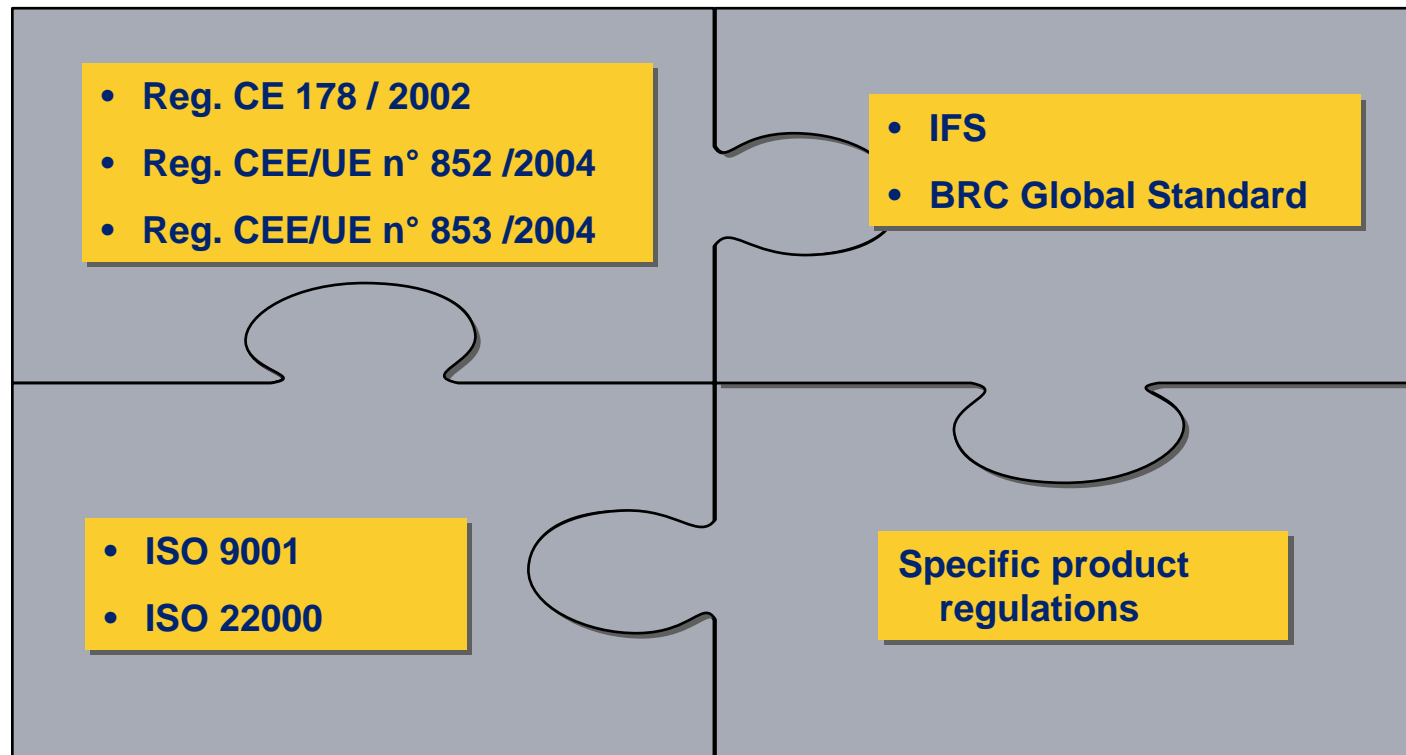 • Reg. CE 178 / 2002
• Reg. CEE/UE n° 852 /2004
• Reg. CEE/UE n° 853 /2004
• IFS
• BRC Global Standard
• ISO 9001
• ISO 22000
Specific product
regulations